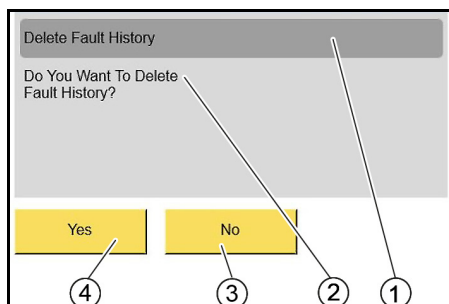 Delete Fault History
Do You Want To Delete
Fault History?
Yes
No
4
3
2
1